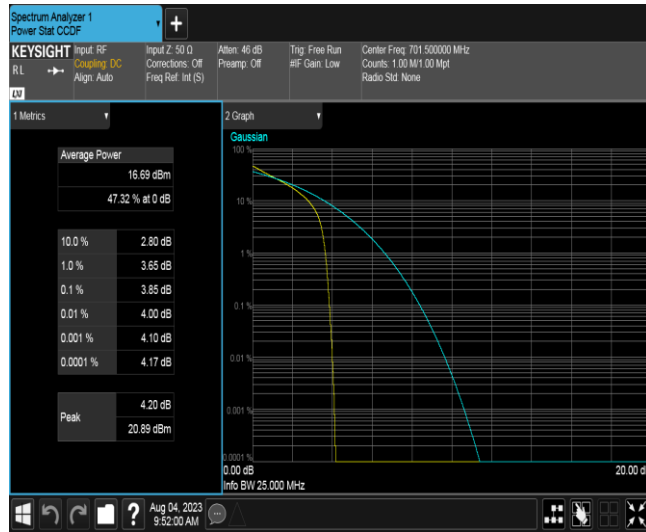 Spectrum Analyzer 1
Power Stat CCDF
KEYSIGHT
RL
LXI
Input: RF
Coupling: DC
Align: Auto
Input Z: 50 Ω
Corrections: Off
Freq Ref: Int (S)
Atten: 46 dB
Preamp: Off
Trig: Free Run
#IF Gain: Low
Center Freq: 701.500000 MHz
Counts: 1.00 M/1.00 Mpt
Radio Std: None
1 Metrics
Average Power
16.69 dBm
47.32 % at 0 dB
10.0 % 2.80 dB
1.0 % 3.65 dB
0.1 % 3.85 dB
0.01 % 4.00 dB
0.001 % 4.10 dB
0.0001 % 4.17 dB
Peak
4.20 dB
20.89 dBm
2 Graph
Gaussian
100 %
10 %
1 %
0.1 %
0.01 %
0.001 %
0.0001 %
0.00 dB
20.00 d
Info BW 25.000 MHz
?
Aug 04, 2023
9:52:00 AM